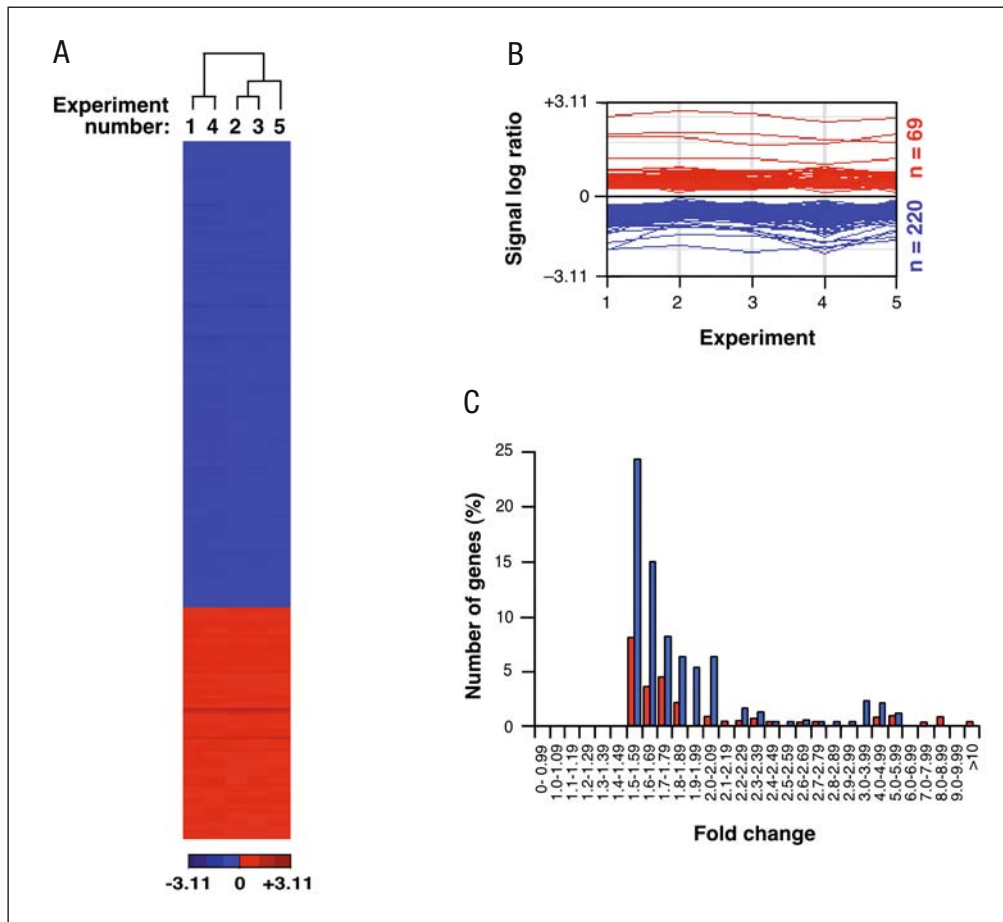 A
Experiment
number: 1 4 2 3 5
-3.11 0 +3.11
B
Signal log ratio
+3.11
0
–3.11
1 2 3 4 5
Experiment
n = 69
n = 220
C
Number of genes (%)
25
20
15
10
5
0
0-0.99
1.0-1.09
1.1-1.19
1.2-1.29
1.3-1.39
1.4-1.49
1.5-1.59
1.6-1.69
1.7-1.79
1.8-1.89
1.9-1.99
2.0-2.09
2.1-2.19
2.2-2.29
2.3-2.39
2.4-2.49
2.5-2.59
2.6-2.69
2.7-2.79
2.8-2.89
2.9-2.99
3.0-3.99
4.0-4.99
5.0-5.99
6.0-6.99
7.0-7.99
8.0-8.99
9.0-9.99
>10
Fold change